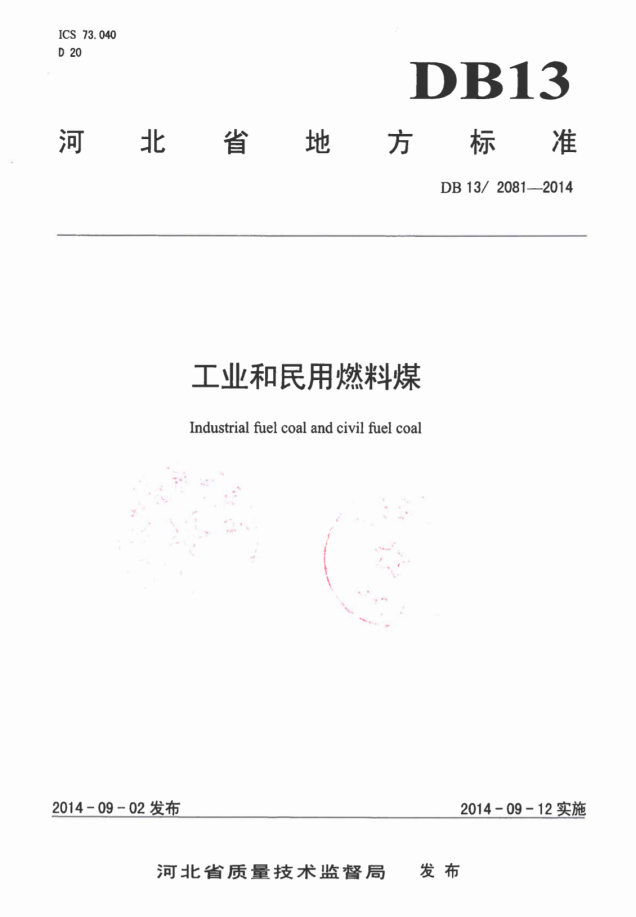 ICS 73.040
D 20
DB13
河北省地方标准
DB 13/ 2081—2014
工业和民用燃料煤
Industrial fuel coal and civil fuel coal
2014-09-02 发布
2014-09-12 实施
河北省质量技术监督局 发布